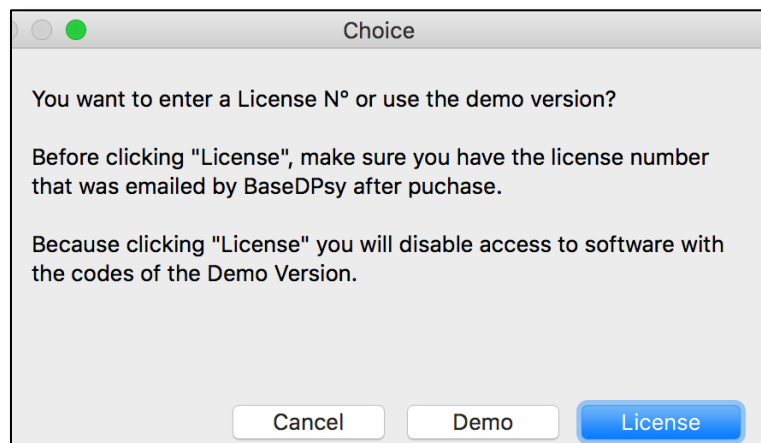 Choice
You want to enter a License N° or use the demo version?
Before clicking "License", make sure you have the license number
that was emailed by BaseDPsy after puchase.
Because clicking "License" you will disable access to software with
the codes of the Demo Version.
Cancel Demo License